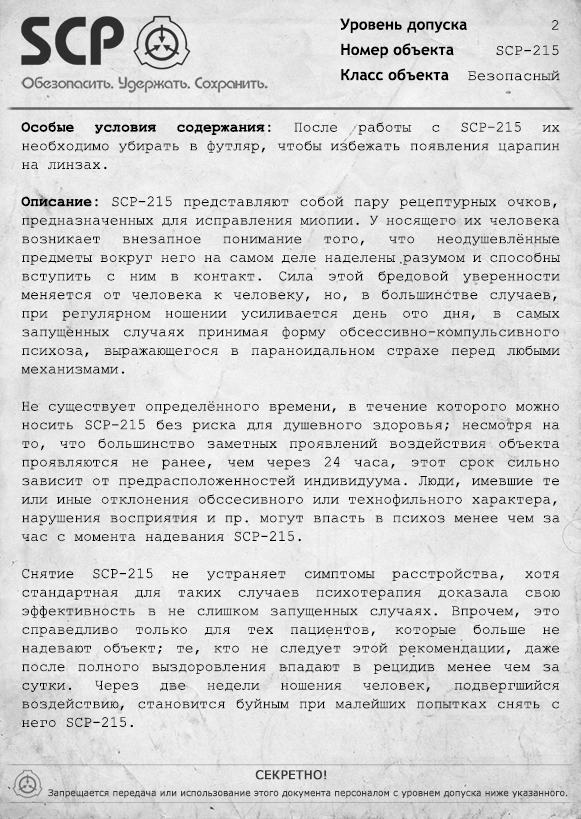 SCP
Обезопасить. Удержать. Сохранить.
Уровень допуска 2
Номер объекта SCP-215
Класс объекта Безопасный
Особые условия содержания: После работы с SCP-215 их
необходимо убирать в футляр, чтобы избежать появления царапин
на линзах.
Описание: SCP-215 представляют собой пару рецептурных очков,
предназначенных для исправления миопии. У носящего их человека
возникает внезапное понимание того, что неодушевлённые
предметы вокруг него на самом деле наделены разумом и способны
вступить с ним в контакт. Сила этой бредовой уверенности
меняется от человека к человеку, но, в большинстве случаев,
при регулярном ношении усиливается день ото дня, в самых
запущенных случаях принимая форму обсессивно-компульсивного
психоза, выражающегося в параноидальном страхе перед любыми
механизмами.
Не существует определённого времени, в течение которого можно
носить SCP-215 без риска для душевного здоровья; несмотря на
то, что большинство заметных проявлений воздействия объекта
проявляются не ранее, чем через 24 часа, этот срок сильно
зависит от предрасположенностей индивидуума. Люди, имевшие те
или иные отклонения обссесивного или технофильного характера,
нарушения восприятия и пр. могут впасть в психоз менее чем за
час с момента надевания SCP-215.
Снятие SCP-215 не устраняет симптомы расстройства, хотя
стандартная для таких случаев психотерапия доказала свою
эффективность в не слишком запущенных случаях. Впрочем, это
справедливо только для тех пациентов, которые больше не
надевают объект; те, кто не следует этой рекомендации, даже
после полного выздоровления впадают в рецидив менее чем за
сутки. Через две недели ношения человек, подвергшийся
воздействию, становится буйным при малейших попытках снять с
него SCP-215.
СЕКРЕТНО!
Запрещается передача или использование этого документа персоналом с уровнем допуска ниже указанного.